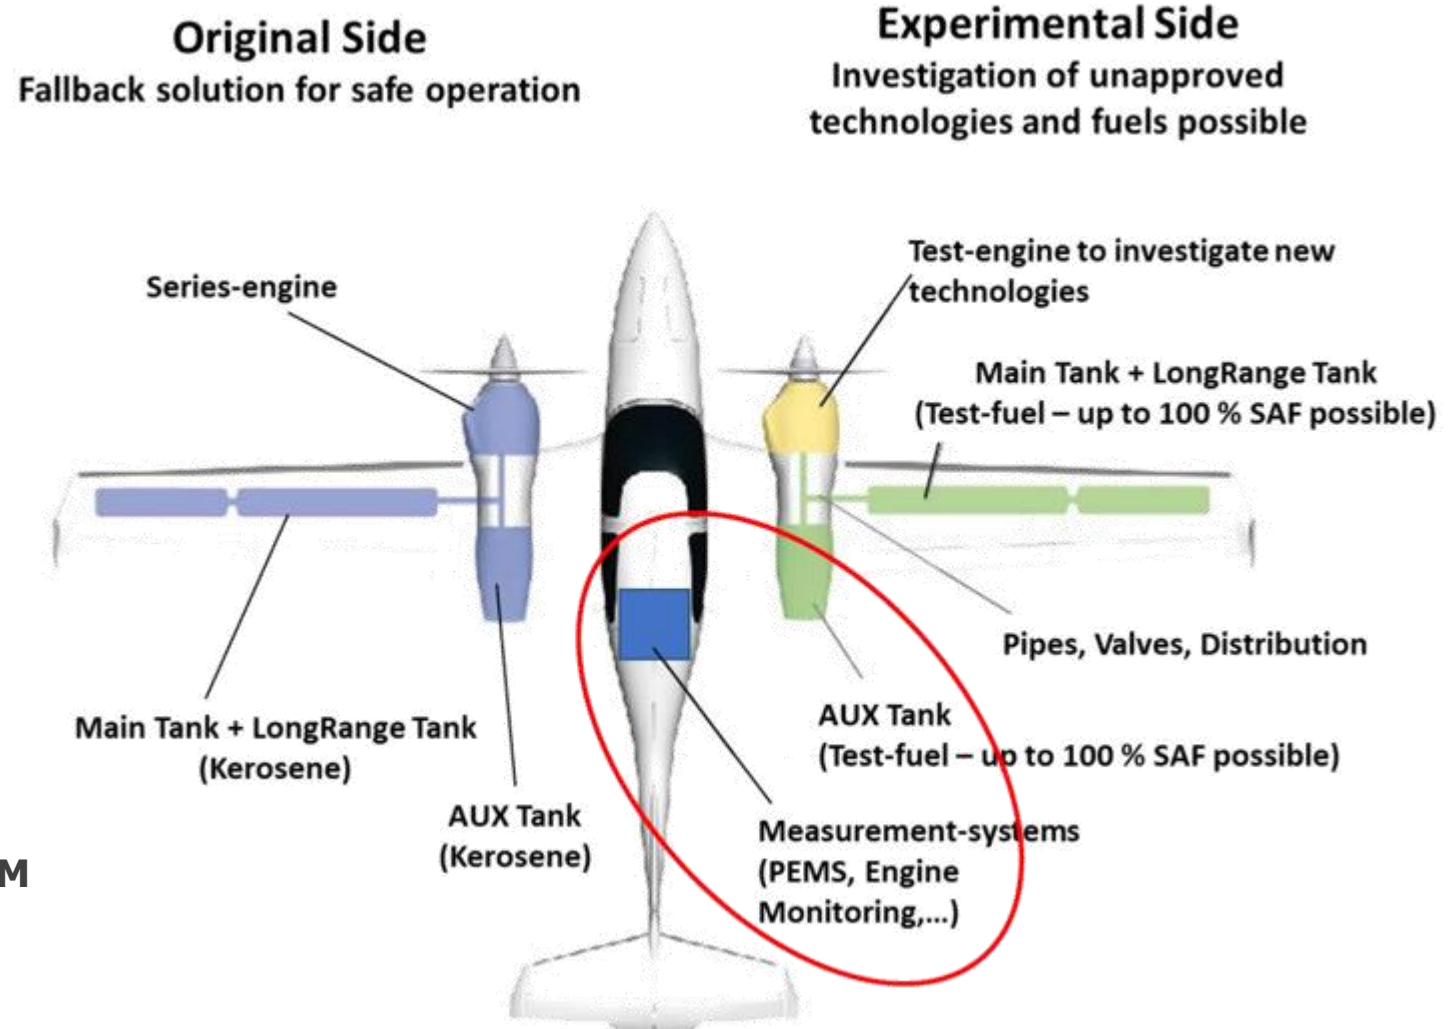 Original Side
Fallback solution for safe operation
Experimental Side
Investigation of unapproved
technologies and fuels possible
Series-engine
Test-engine to investigate new
technologies
Main Tank + LongRange Tank
(Test-fuel – up to 100 % SAF possible)
Pipes, Valves, Distribution
Main Tank + LongRange Tank
(Kerosene)
AUX Tank
(Test-fuel – up to 100 % SAF possible)
AUX Tank
(Kerosene)
Measurement-systems
(PEMS, Engine
Monitoring,...)
M